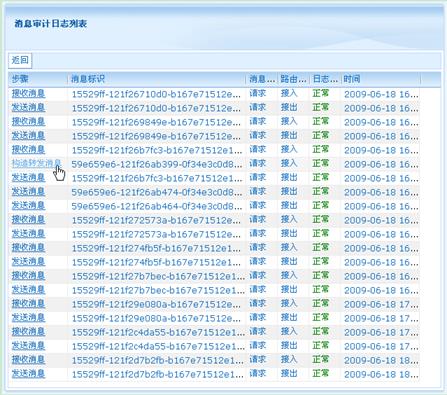 消息审计日志列表
返回
步骤 消息标识 消息... 路由... 日志... 时间
接收消息 15529ff-121f26710d0-b167e71512e... 请求 接入 正常 2009-06-18 16...
发送消息 15529ff-121f26710d0-b167e71512e... 请求 接出 正常 2009-06-18 16...
接收消息 15529ff-121f269849e-b167e71512... 请求 接入 正常 2009-06-18 16...
发送消息 15529ff-121f269849e-b167e71512... 请求 接出 正常 2009-06-18 16...
接收消息 15529ff-121f26b7fc3-b167e71512e... 请求 接入 正常 2009-06-18 16...
构造转发消息 59e659e6-121f26ab399-0f34e3c0d8... 请求 接入 正常 2009-06-18 16...
发送消息 15529ff-121f26b7fc3-b167e71512e... 请求 接出 正常 2009-06-18 16...
发送消息 59e659e6-121f26ab474-0f34e3c0d8... 请求 接出 正常 2009-06-18 16...
发送消息 59e659e6-121f26ab464-0f34e3c0d8... 请求 接出 正常 2009-06-18 16...
接收消息 15529ff-121f272573a-b167e71512... 请求 接入 正常 2009-06-18 16...
发送消息 15529ff-121f272573a-b167e71512... 请求 接出 正常 2009-06-18 16...
接收消息 15529ff-121f274fb5f-b167e71512e... 请求 接入 正常 2009-06-18 16...
发送消息 15529ff-121f274fb5f-b167e71512e... 请求 接出 正常 2009-06-18 16...
接收消息 15529ff-121f27b7bec-b167e71512e1... 请求 接入 正常 2009-06-18 16...
发送消息 15529ff-121f27b7bec-b167e71512e1... 请求 接出 正常 2009-06-18 16...
接收消息 15529ff-121f29e080a-b167e71512e1... 请求 接入 正常 2009-06-18 17...
发送消息 15529ff-121f29e080a-b167e71512e1... 请求 接出 正常 2009-06-18 17...
接收消息 15529ff-121f2c4da55-b167e71512e1... 请求 接入 正常 2009-06-18 17...
发送消息 15529ff-121f2c4da55-b167e71512e1... 请求 接出 正常 2009-06-18 17...
接收消息 15529ff-121f2d7b2fb-b167e71512e1... 请求 接入 正常 2009-06-18 18...
发送消息 15529ff-121f2d7b2fb-b167e71512e1... 请求 接出 正常 2009-06-18 18...